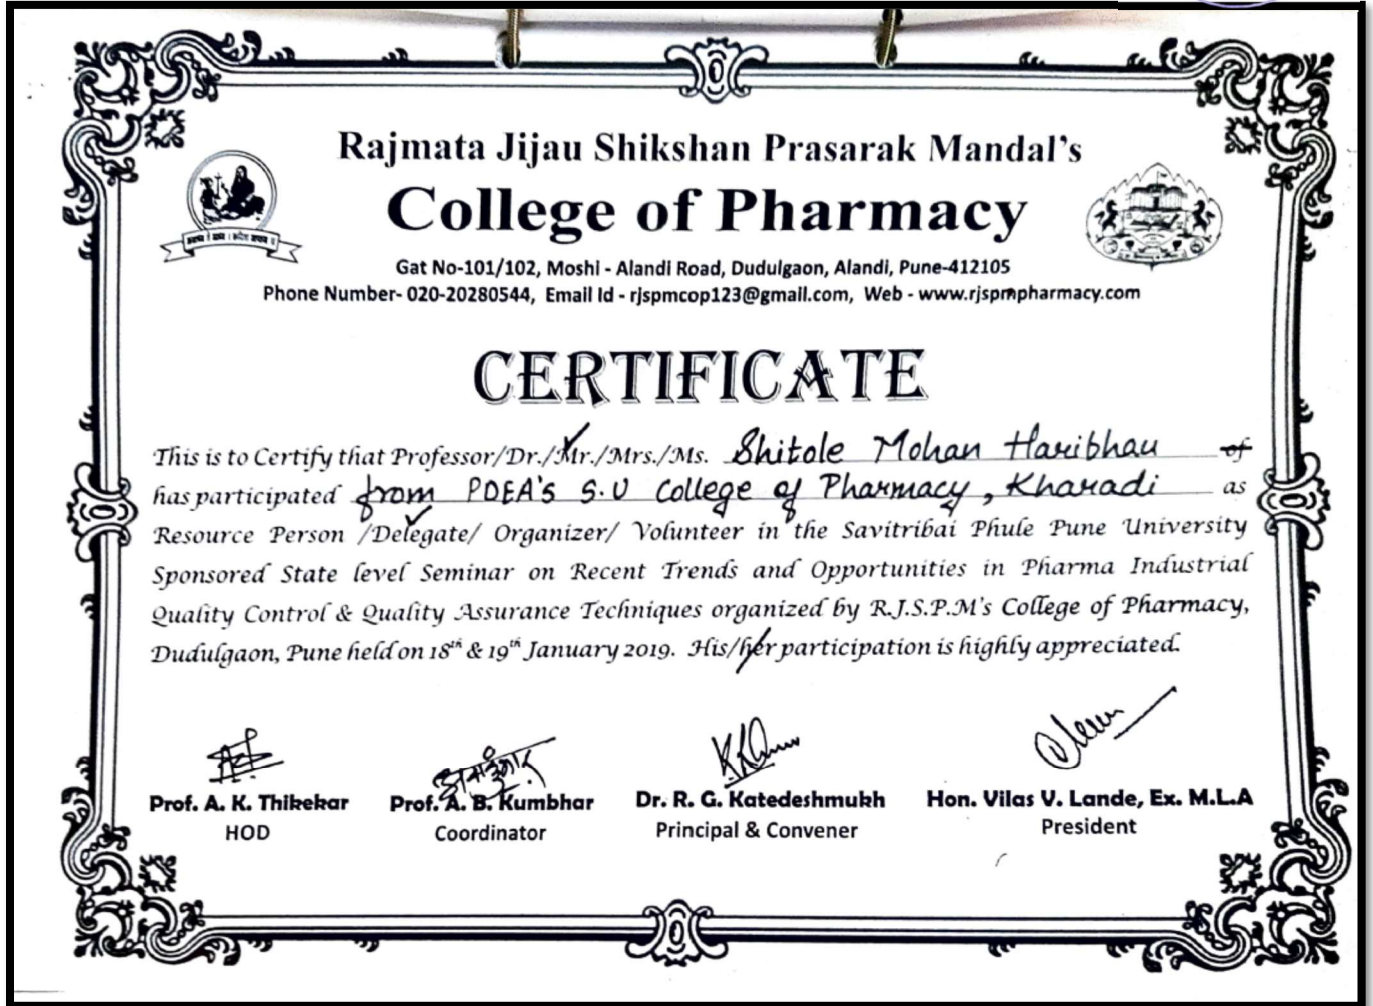 Rajmata Jijau Shikshan Prasarak Mandal's
College of Pharmacy
Gat No-101/102, Moshi - Alandi Road, Dudulgaon, Alandi, Pune-412105
Phone Number- 020-20280544, Email Id - rjspmcop123@gmail.com, Web - www.rjspmpharmacy.com
CERTIFICATE
This is to Certify that Professor/Dr./Mr./Mrs./Ms. Shitole Mohan Haribhau of
has participated from PDEA'S S.U College of Pharmacy, Kharadi as
Resource Person /Delegate/ Organizer/ Volunteer in the Savitribai Phule Pune University
Sponsored State level Seminar on Recent Trends and Opportunities in Pharma Industrial
Quality Control & Quality Assurance Techniques organized by R.J.S.P.M's College of Pharmacy,
Dudulgaon, Pune held on 18th & 19th January 2019. His/her participation is highly appreciated.
Prof. A. K. Thikekar Prof. A. B. Kumbhar Dr. R. G. Katedeshmukh Hon. Vilas V. Lande, Ex. M.L.A
HOD Coordinator Principal & Convener President